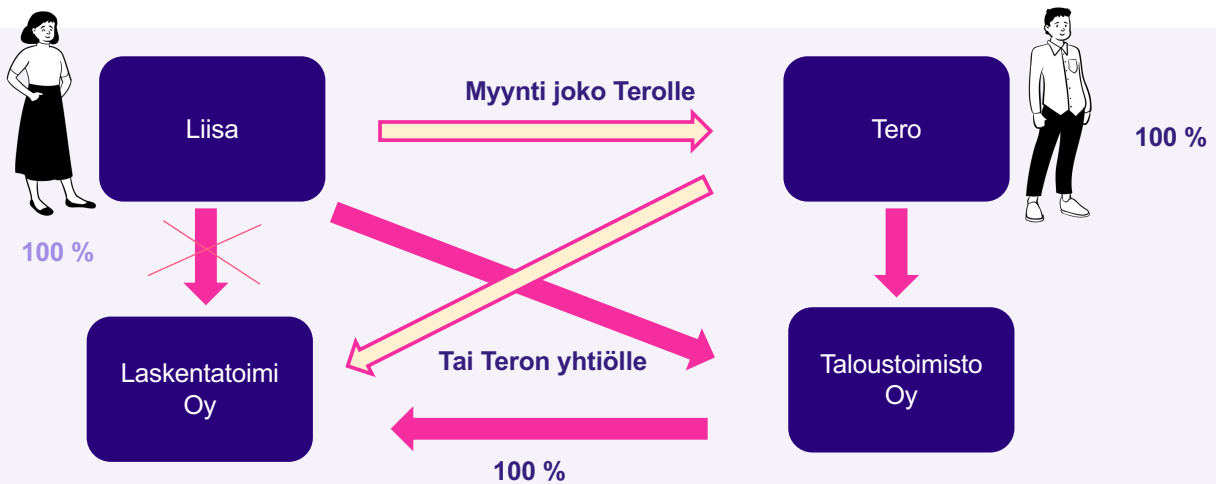 Myynti joko Terolle
Liisa
Tero
100 %
100 %
Laskentatoimi
Oy
Tai Teron yhtiölle
Taloustoimisto
Oy
100 %